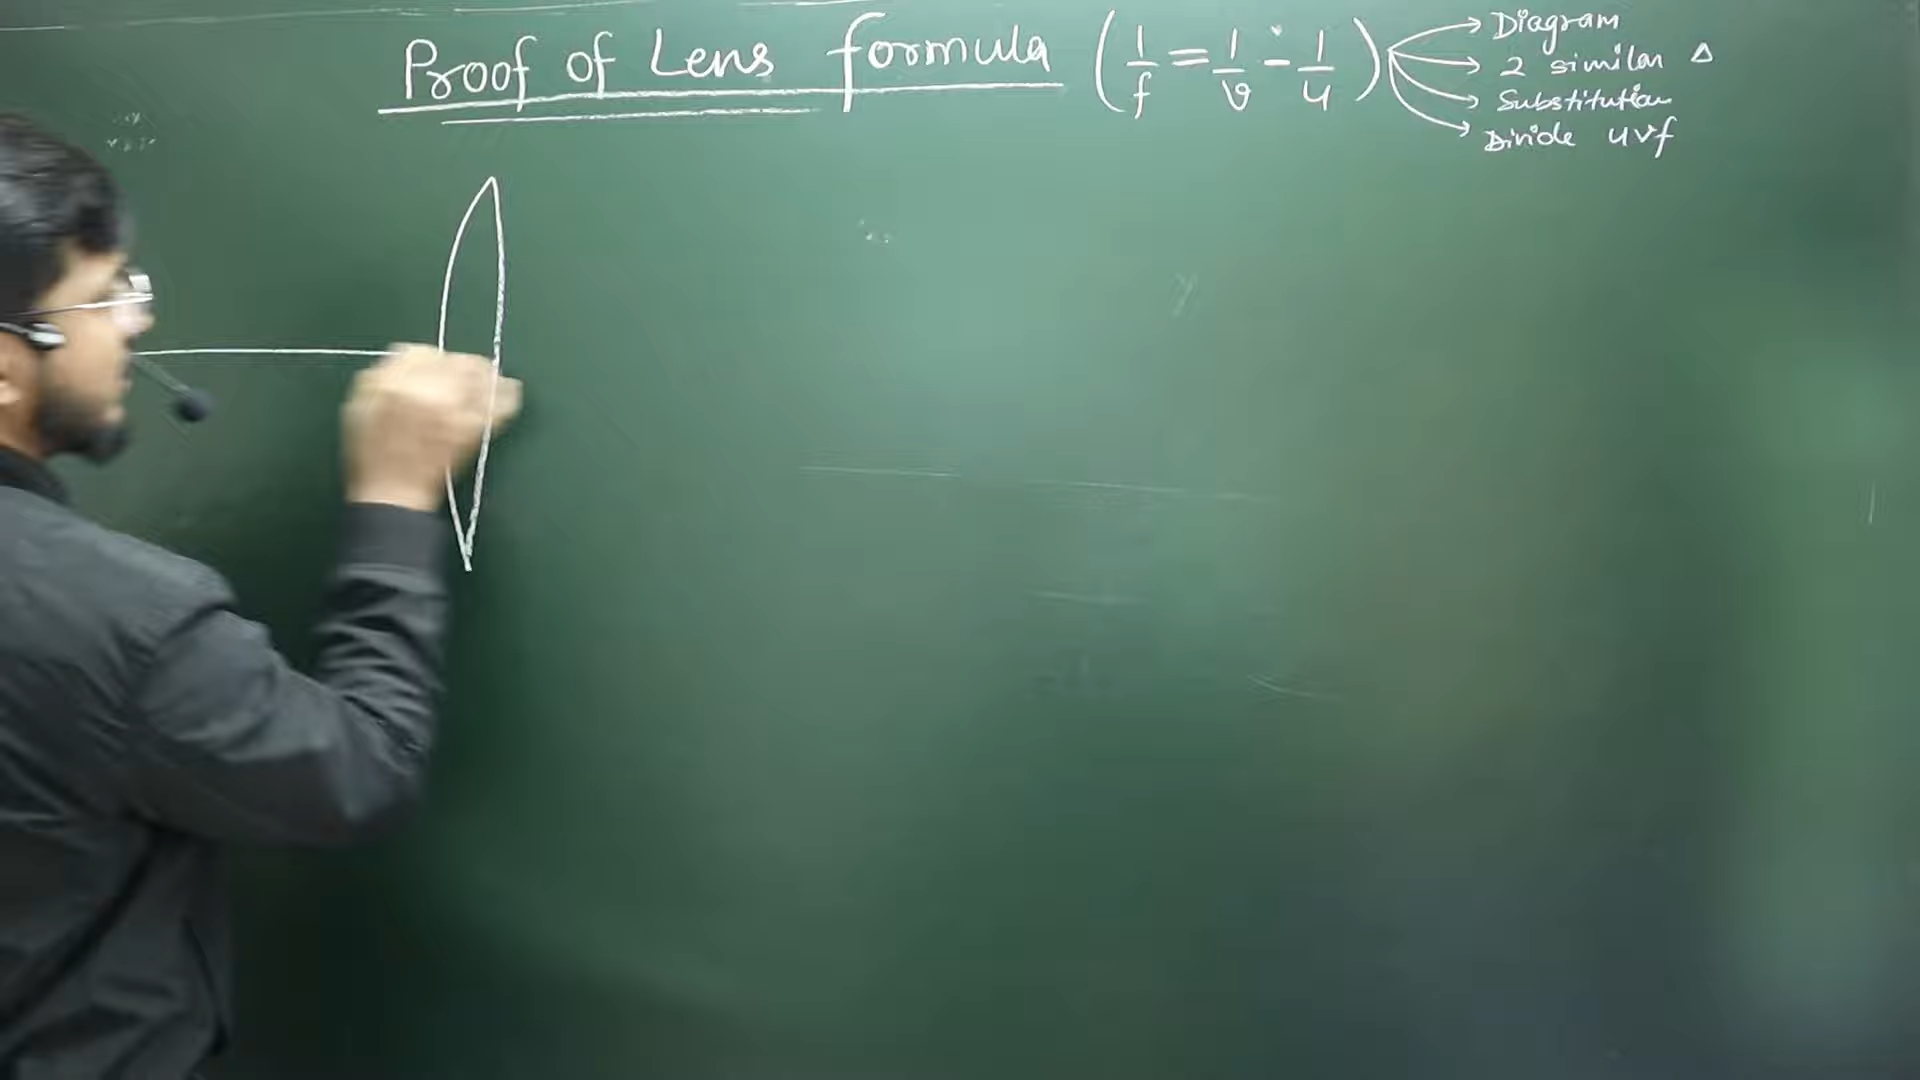 Proof of Lens formula (1/f = 1/v - 1/u)
Diagram
2 similar Δ
Substitution
Divide uvf